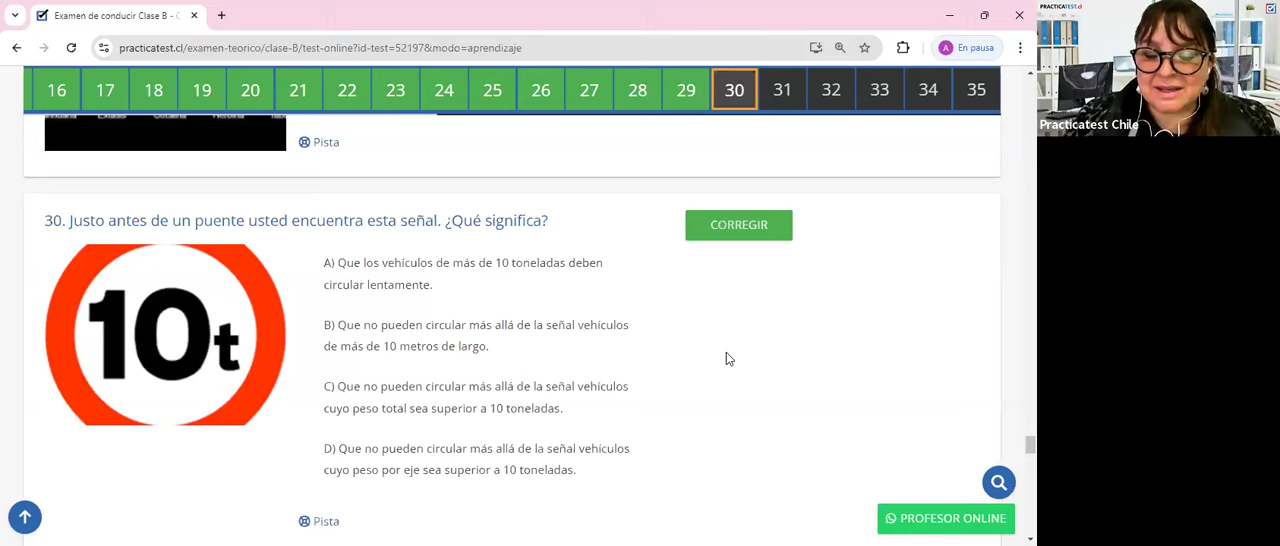 Examen de conducir Clase B - C
practicatest.cl/examen-teorico/clase-B/test-online?id-test=52197&modo=aprendizaje
A En pausa
16 17 18 19 20 21 22 23 24 25 26 27 28 29 30 31 32 33 34 35
Pista
30. Justo antes de un puente usted encuentra esta señal. ¿Qué significa?
CORREGIR
10t
A) Que los vehículos de más de 10 toneladas deben
circular lentamente.
B) Que no pueden circular más allá de la señal vehículos
de más de 10 metros de largo.
C) Que no pueden circular más allá de la señal vehículos
cuyo peso total sea superior a 10 toneladas.
D) Que no pueden circular más allá de la señal vehículos
cuyo peso por eje sea superior a 10 toneladas.
Pista
PROFESOR ONLINE
PRACTICATEST.CL
Practicatest Chile